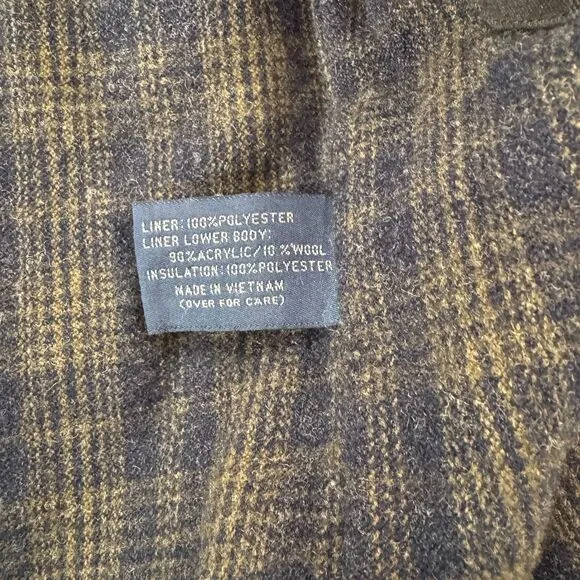 LINER: 100%POLYESTER
LINER LOWER BODY:
90%ACRYLIC/10%WOOL
INSULATION: 100%POLYESTER
MADE IN VIETNAM
(OVER FOR CARE)